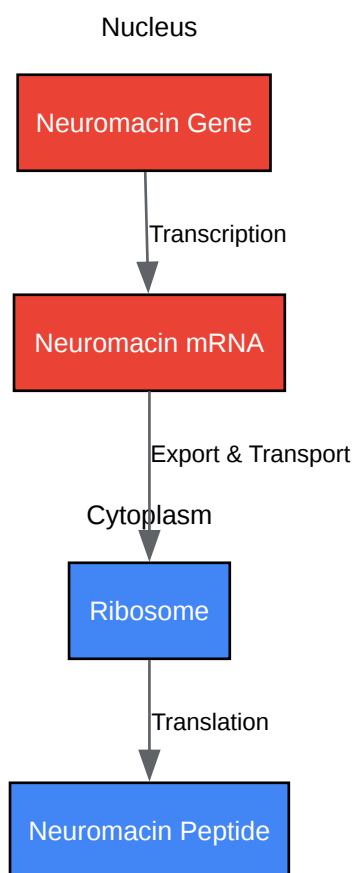 Nucleus
Neuromacin Gene
Transcription
Neuromacin mRNA
Export & Transport
Cytoplasm
Ribosome
Translation
Neuromacin Peptide